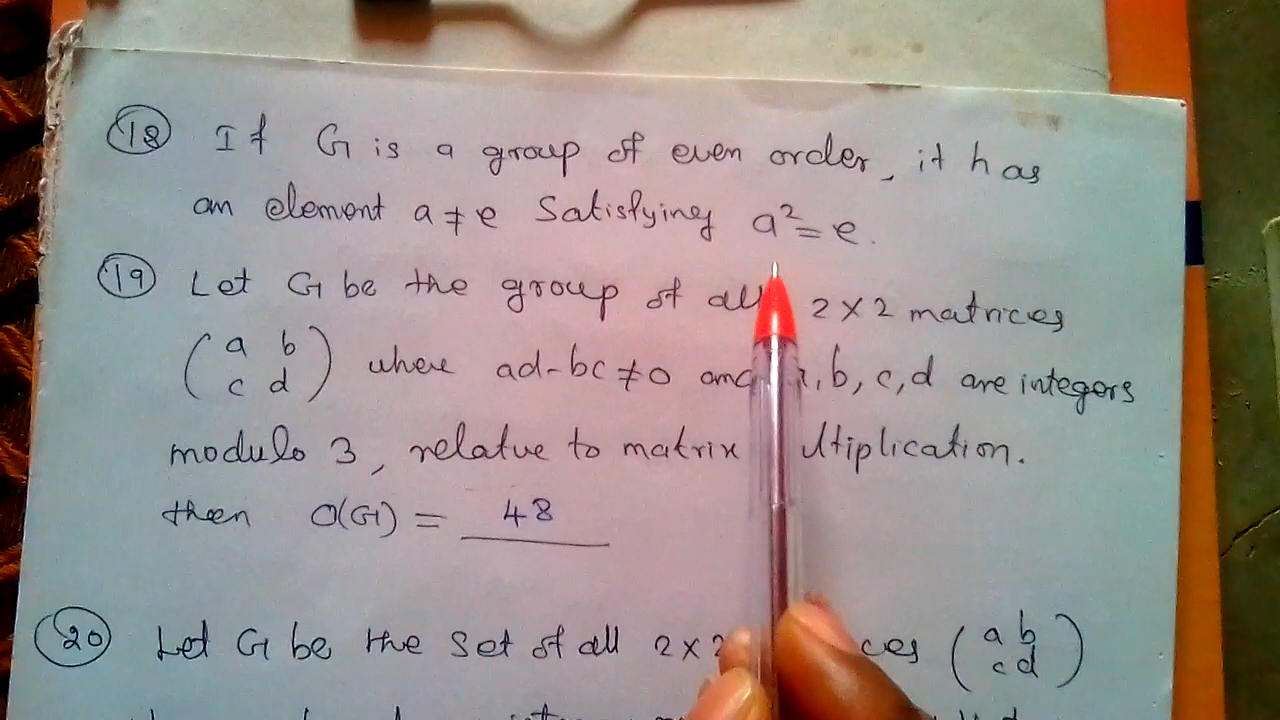 18 If G is a group of even order, it has
an element a ≠ e Satisfying a² = e.
19 Let G be the group of all 2 × 2 matrices
( a b c d ) where ad - bc ≠ 0 and , b, c, d are integers
modulo 3, relatve to matrix ultiplication.
then O(G) = 48
20 Let G be the set of all 2 × 2 ces ( a b c d )